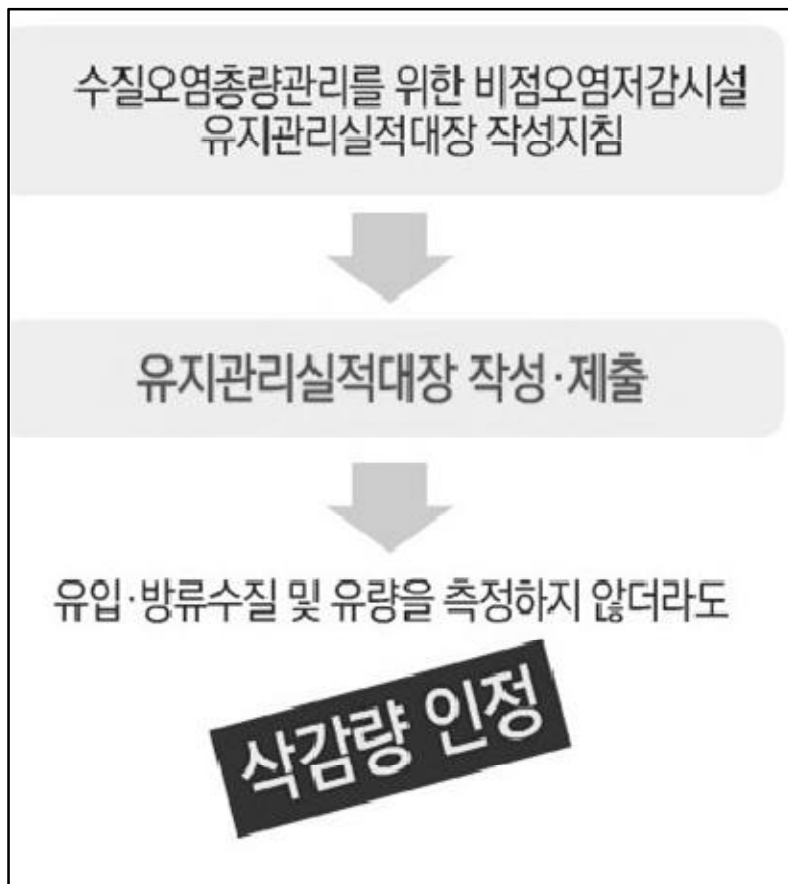 수질오염총량관리를 위한 비점오염저감시설
유지관리실적대장 작성지침
유지관리실적대장 작성·제출
유입·방류수질 및 유량을 측정하지 않더라도
삭감량 인정